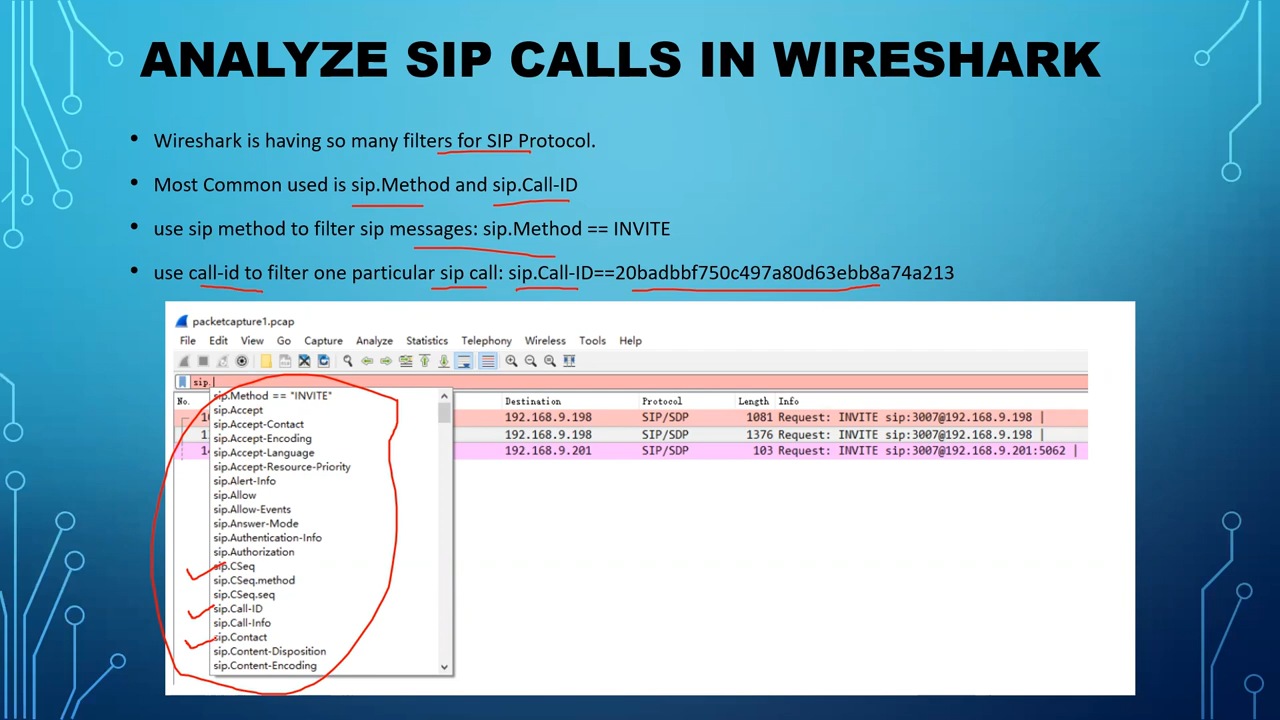 ANALYZE SIP CALLS IN WIRESHARK
• Wireshark is having so many filters for SIP Protocol.
• Most Common used is sip.Method and sip.Call-ID
• use sip method to filter sip messages: sip.Method == INVITE
• use call-id to filter one particular sip call: sip.Call-ID==20badbbf750c497a80d63ebb8a74a213
packetcapture1.pcap
File Edit View Go Capture Analyze Statistics Telephony Wireless Tools Help
sip.
No. Destination Protocol Length Info
sip.Method == "INVITE"
sip.Accept
sip.Accept-Contact
sip.Accept-Encoding
sip.Accept-Language
sip.Accept-Resource-Priority
sip.Alert-Info
sip.Allow
sip.Allow-Events
sip.Answer-Mode
sip.Authentication-Info
sip.Authorization
sip.CSeq
sip.CSeq.method
sip.CSeq.seq
sip.Call-ID
sip.Call-Info
sip.Contact
sip.Content-Disposition
sip.Content-Encoding
192.168.9.198 SIP/SDP 1081 Request: INVITE sip:3007@192.168.9.198 |
192.168.9.198 SIP/SDP 1376 Request: INVITE sip:3007@192.168.9.198 |
192.168.9.201 SIP/SDP 103 Request: INVITE sip:3007@192.168.9.201:5062 |